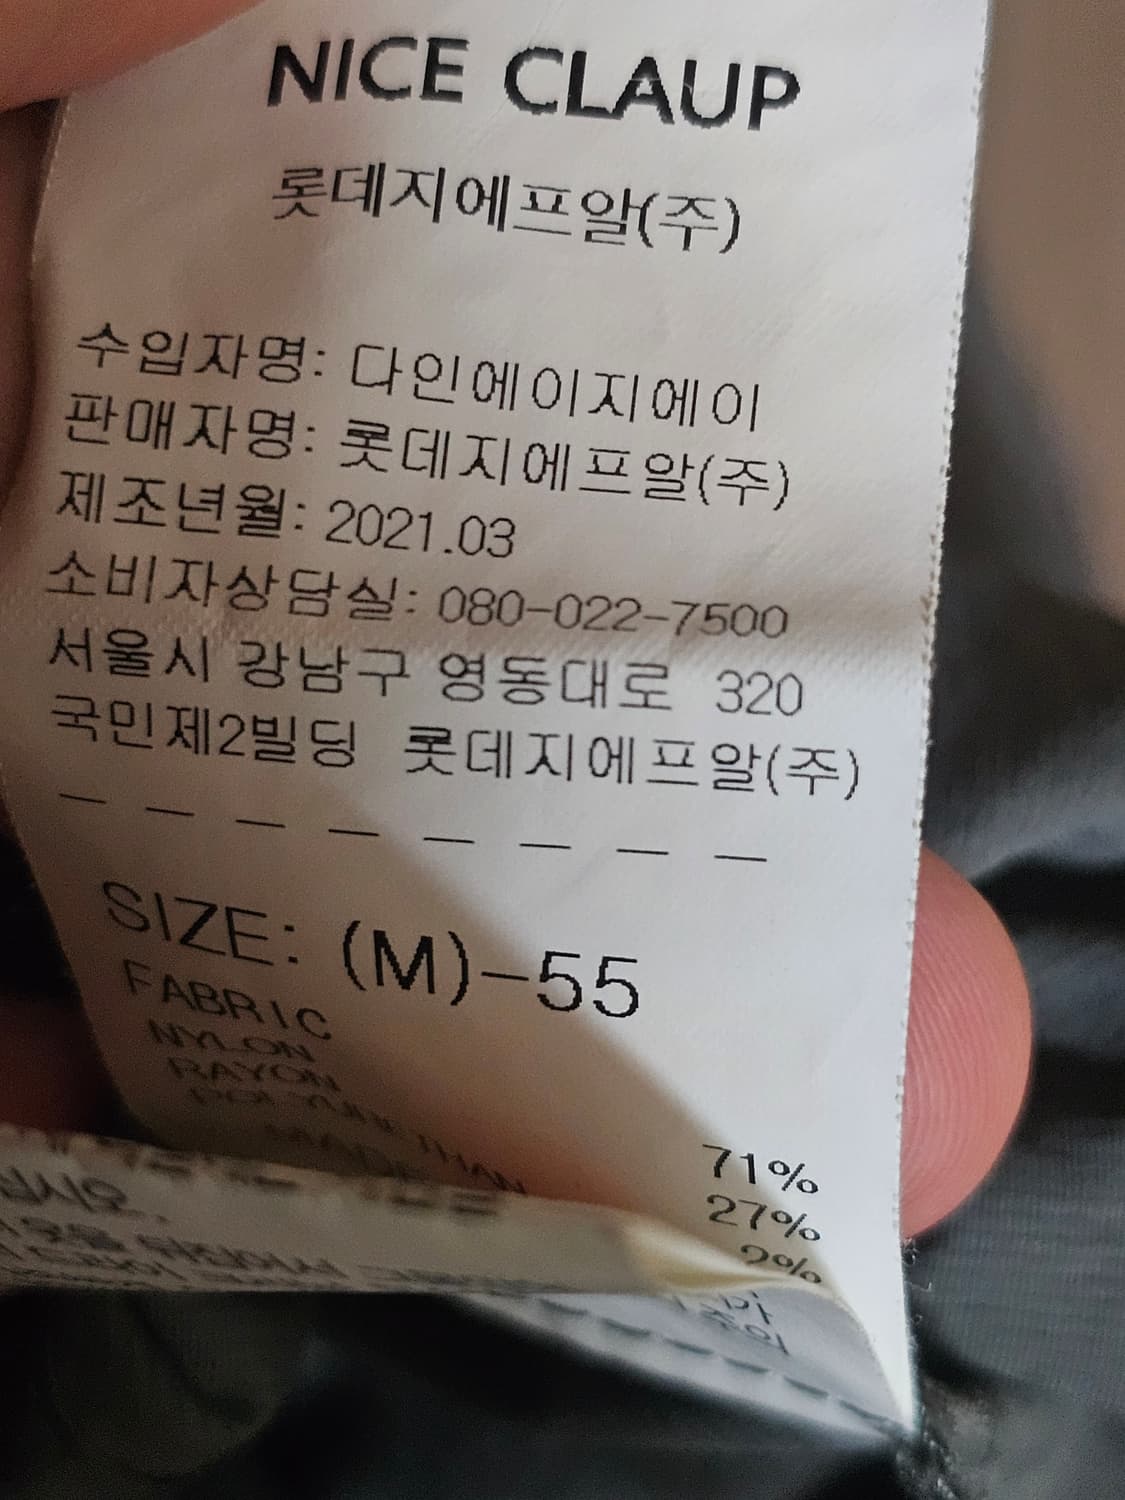 NICE CLAUP
롯데지에프알(주)
수입자명: 다인에이지에이
판매자명: 롯데지에프알(주)
제조년월: 2021.03
소비자상담실: 080-022-7500
서울시 강남구 영동대로 320
국민제2빌딩 롯데지에프알(주)
SIZE: (M)-55
FABRIC
NYLON 71%
RAYON 27%
POLYURETHAN 2%
MADE